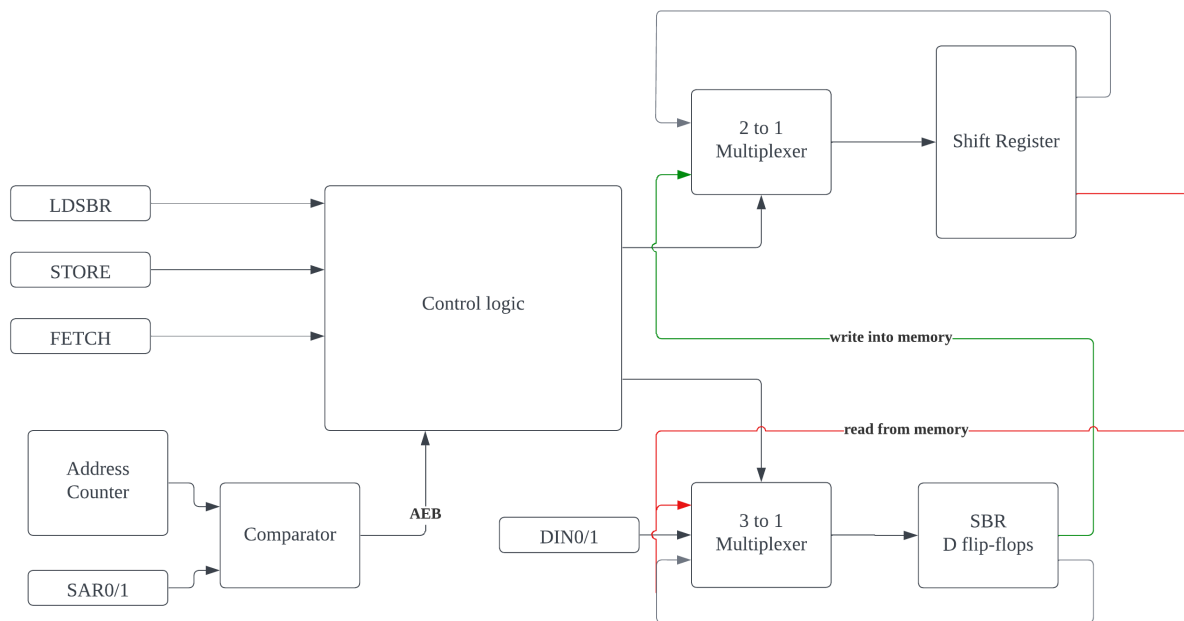 2 to 1
Multiplexer
Shift Register
LDSBR
STORE
FETCH
Control logic
write into memory
read from memory
Address
Counter
Comparator
AEB
SAR0/1
DIN0/1
3 to 1
Multiplexer
SBR
D flip-flops